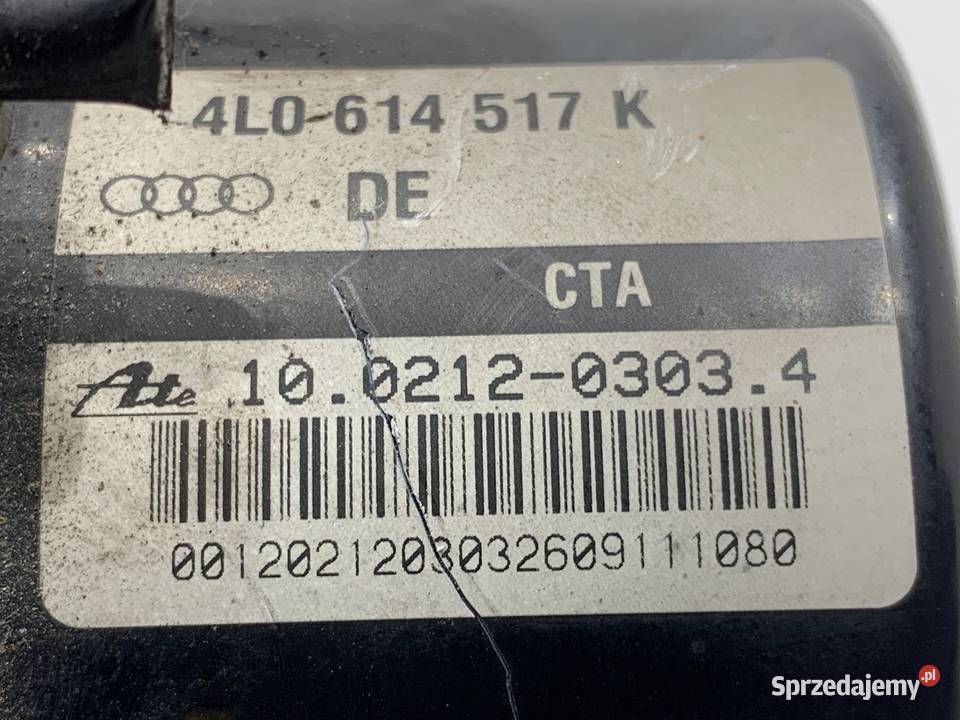 4L0 614 517 K
DE
CTA
Ate 10.0212-0303.4
0012021203032609111080
Sprzedajemy.pl